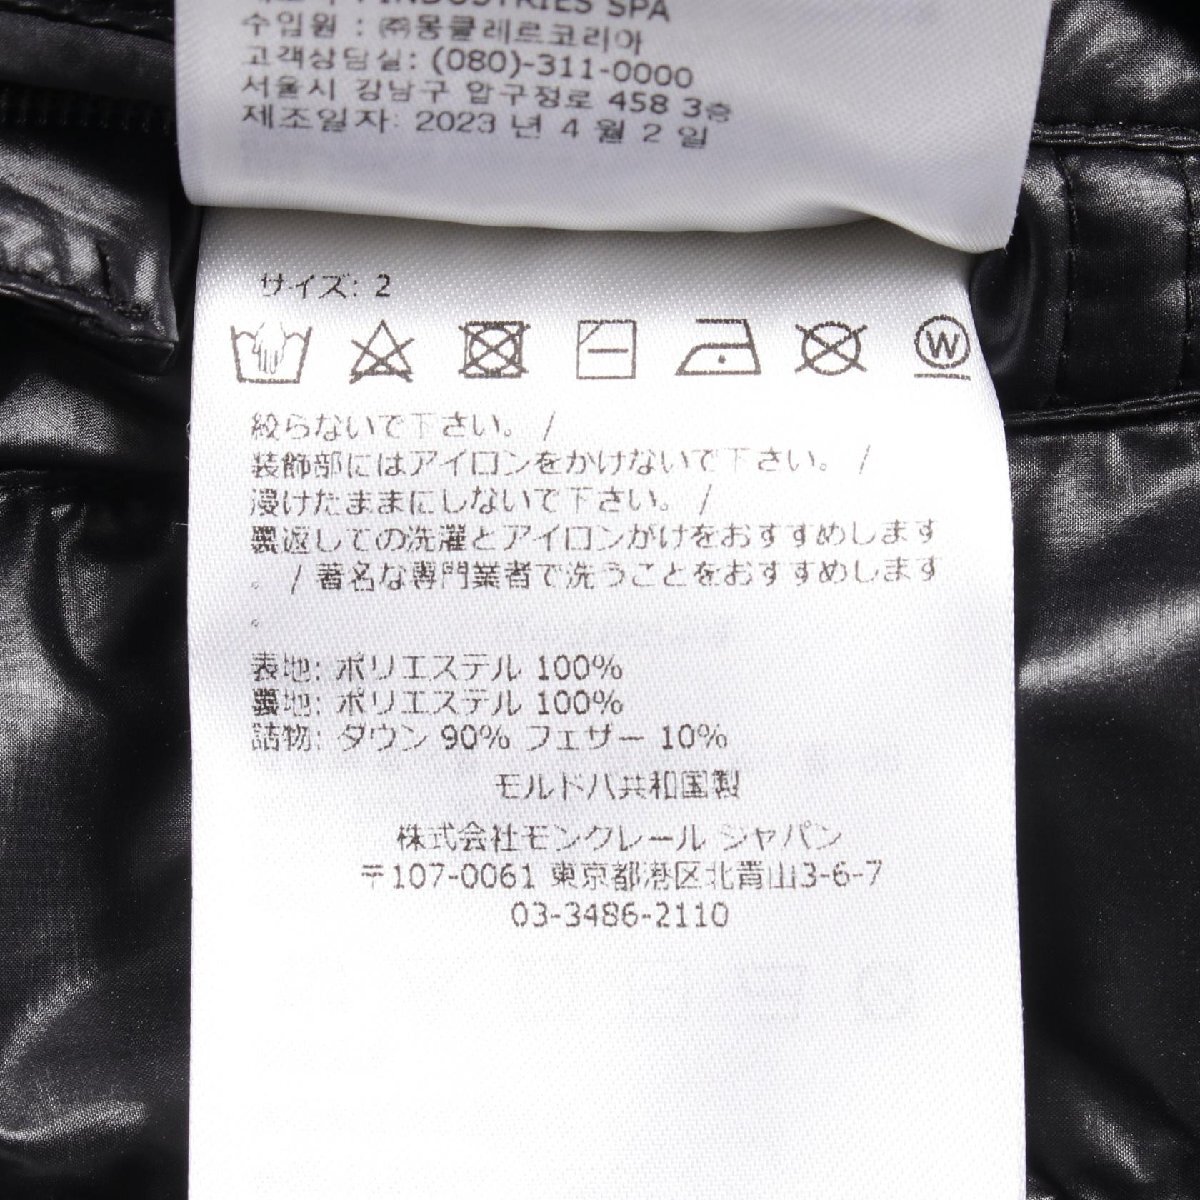 INDUSTRIES SPA
수입원 : ㈜몽클레르코리아
고객상담실: (080)-311-0000
서울시 강남구 압구정로 458 3층
제조일자: 2023 년 4 월 2 일
サイズ: 2
W
絞らないで下さい。 /
装飾部にはアイロンをかけないで下さい。 /
浸けたままにしないで下さい。 /
裏返しての洗濯とアイロンがけをおすすめします
。 / 著名な専門業者で洗うことをおすすめします
。
表地: ポリエステル 100%
裏地: ポリエステル 100%
詰物: ダウン 90% フェザー 10%
モルドバ共和国製
株式会社モンクレール ジャパン
〒107-0061 東京都港区北青山3-6-7
03-3486-2110